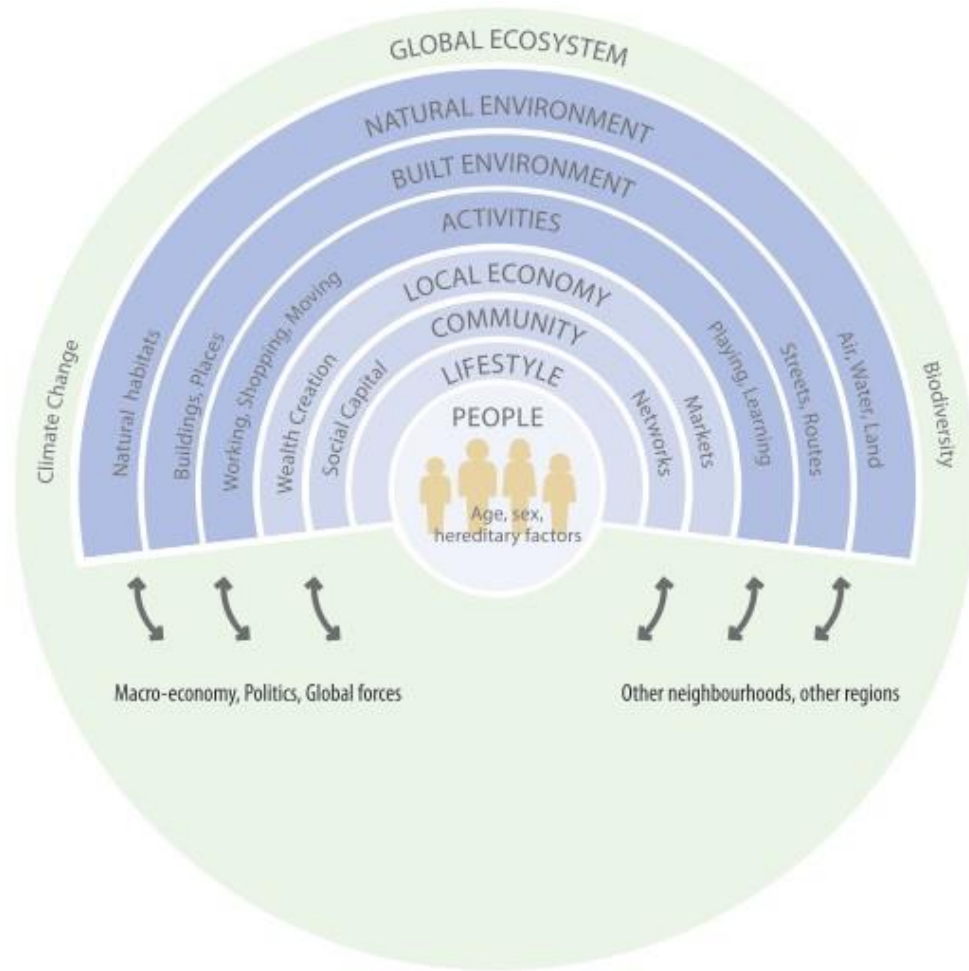 GLOBAL ECOSYSTEM
NATURAL ENVIRONMENT
BUILT ENVIRONMENT
ACTIVITIES
LOCAL ECONOMY
COMMUNITY
LIFESTYLE
PEOPLE
Age, sex,
hereditary factors
Climate Change
Natural habitats
Buildings, Places
Working, Shopping, Moving
Wealth Creation
Social Capital
Networks
Markets
Playing, Learning
Streets, Routes
Air, Water, Land
Biodiversity
Macro-economy, Politics, Global forces
Other neighbourhoods, other regions